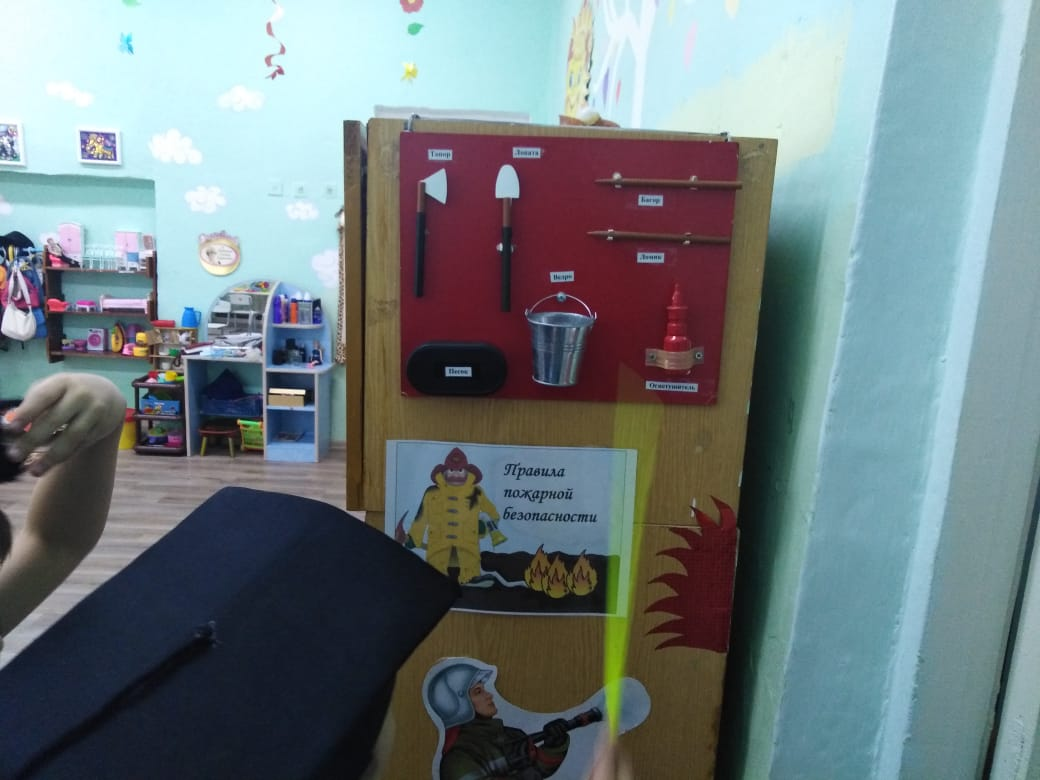 Топор
Лопата
Багор
Ломик
Ведро
Песок
Огнетушитель
Правила
пожарной
безопасности